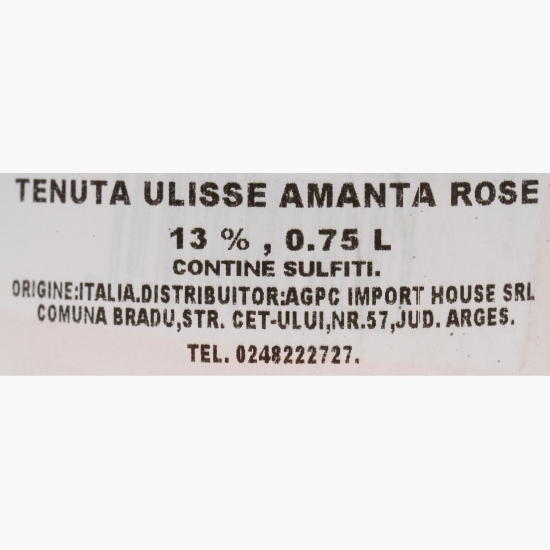 TENUTA ULISSE AMANTA ROSE
13 % , 0.75 L
CONTINE SULFITI.
ORIGINE:ITALIA.DISTRIBUITOR:AGPC IMPORT HOUSE SRL
COMUNA BRADU,STR. CET-ULUI,NR.57,JUD. ARGES.
TEL. 0248222727.